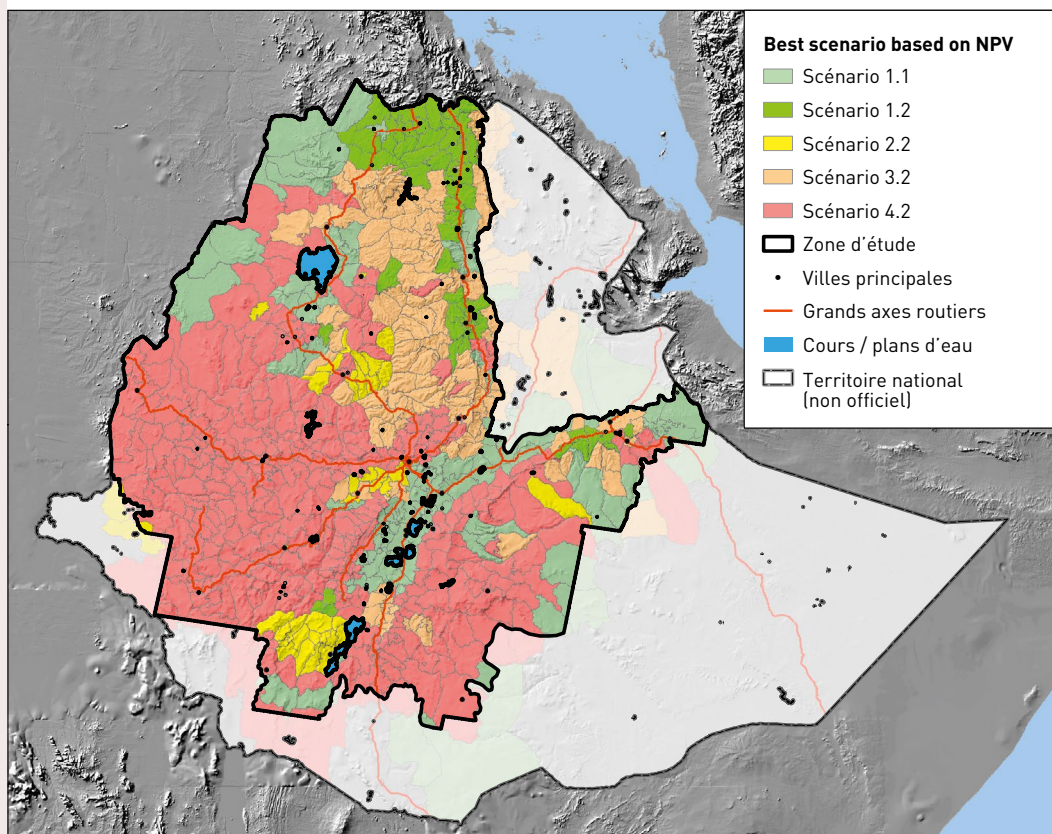 Best scenario based on NPV
Scénario 1.1
Scénario 1.2
Scénario 2.2
Scénario 3.2
Scénario 4.2
Zone d'étude
Villes principales
Grands axes routiers
Cours / plans d'eau
Territoire national
(non officiel)